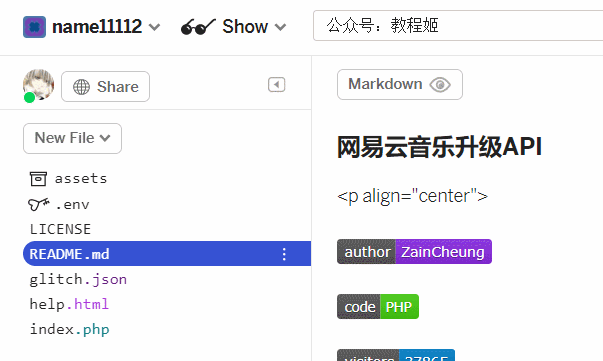 name11112 Show 公众号：教程姬
Share
Markdown
New File
网易云音乐升级API
assets
<p align="center">
.env
LICENSE
README.md
author ZainCheung
glitch.json
help.html
code PHP
index.php
visitors 37865